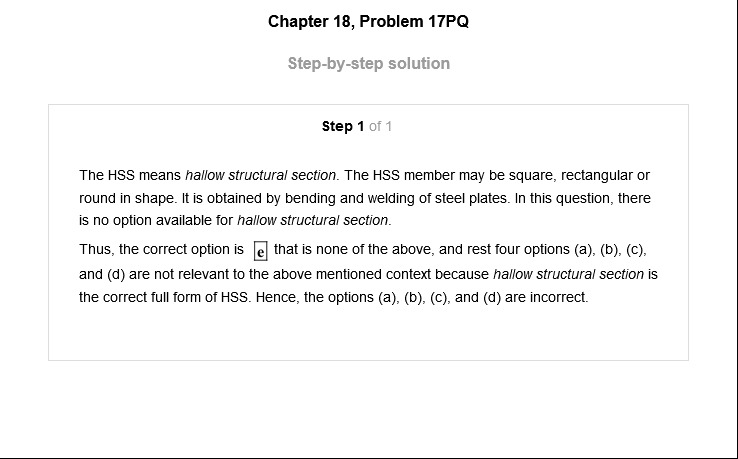 Chapter 18, Problem 17PQ
Step-by-step solution
Step 1 of 1
The HSS means hallow structural section. The HSS member may be square, rectangular or
round in shape. It is obtained by bending and welding of steel plates. In this question, there
is no option available for hallow structural section.
Thus, the correct option is e that is none of the above, and rest four options (a), (b), (c),
and (d) are not relevant to the above mentioned context because hallow structural section is
the correct full form of HSS. Hence, the options (a), (b), (c), and (d) are incorrect.